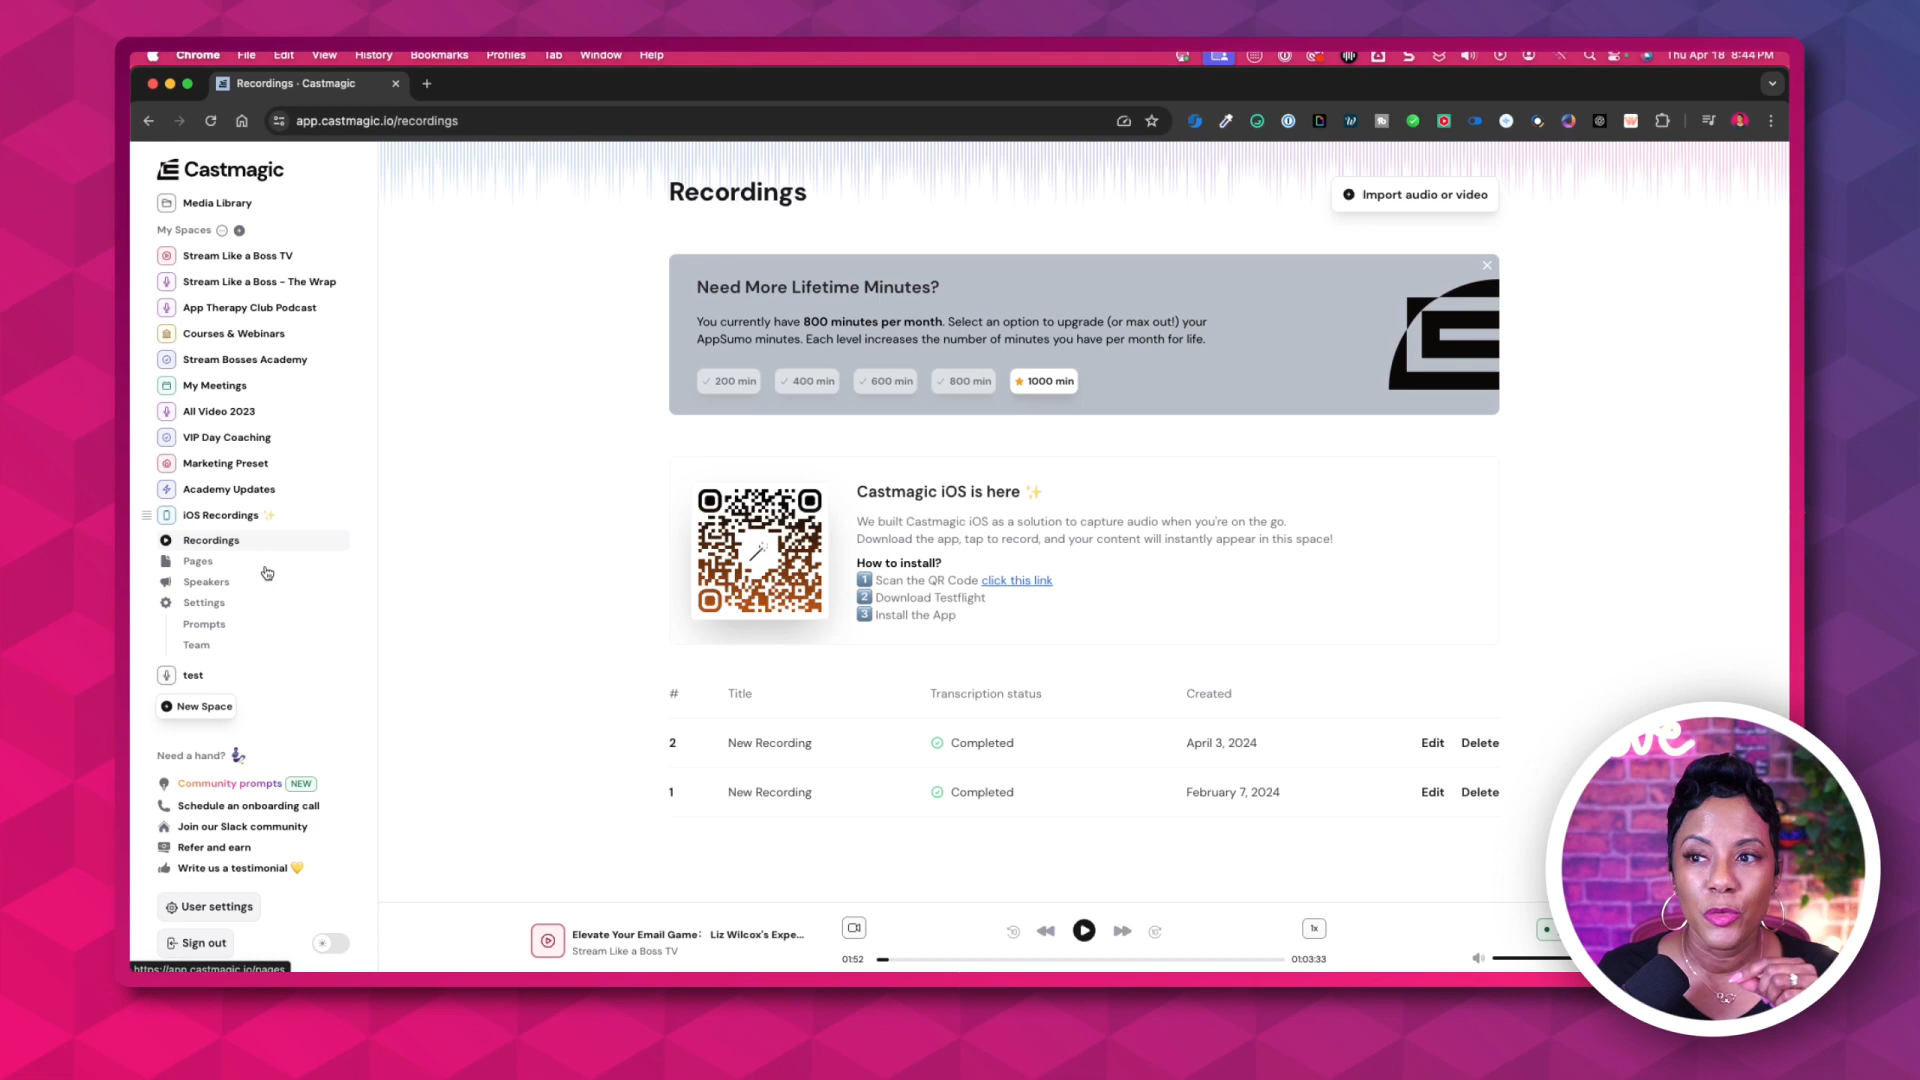 Chrome File Edit View History Bookmarks Profiles Tab Window Help
Thu Apr 18 8:44 PM
Recordings · Castmagic
app.castmagic.io/recordings
Castmagic
Media Library
My Spaces
Stream Like a Boss TV
Stream Like a Boss - The Wrap
App Therapy Club Podcast
Courses & Webinars
Stream Bosses Academy
My Meetings
All Video 2023
VIP Day Coaching
Marketing Preset
Academy Updates
iOS Recordings ✨
Recordings
Pages
Speakers
Settings
Prompts
Team
test
New Space
Need a hand?
Community prompts NEW
Schedule an onboarding call
Join our Slack community
Refer and earn
Write us a testimonial 💛
User settings
Sign out
https://app.castmagic.io/pages
Recordings
Import audio or video
Need More Lifetime Minutes?
You currently have 800 minutes per month. Select an option to upgrade (or max out!) your
AppSumo minutes. Each level increases the number of minutes you have per month for life.
200 min 400 min 600 min 800 min 1000 min
Castmagic iOS is here ✨
We built Castmagic iOS as a solution to capture audio when you're on the go.
Download the app, tap to record, and your content will instantly appear in this space!
How to install?
1️⃣ Scan the QR Code click this link
2️⃣ Download Testflight
3️⃣ Install the App
# Title Transcription status Created
2 New Recording Completed April 3, 2024 Edit Delete
1 New Recording Completed February 7, 2024 Edit Delete
Elevate Your Email Game: Liz Wilcox's Expe...
Stream Like a Boss TV
01:52
01:03:33
1x